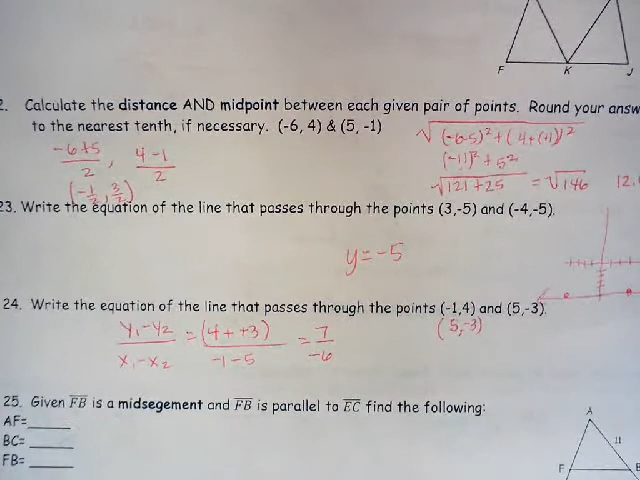 F K J
2. Calculate the distance AND midpoint between each given pair of points. Round your answ
to the nearest tenth, if necessary. (-6, 4) & (5, -1)
-6+5 / 2 , 4-1 / 2
(-1/2, 3/2)
√(-6-5)²+(4+(+1))²
(-11)² + 5²
√121+25 = √146 12.
23. Write the equation of the line that passes through the points (3,-5) and (-4,-5).
y=-5
24. Write the equation of the line that passes through the points (-1,4) and (5,-3).
Y₁-Y₂ / X₁-X₂ = (4++3) / -1-5 = 7 / -6
(5,-3)
25. Given FB is a midsegement and FB is parallel to EC find the following:
AF=
BC=
FB=
A
11
F B